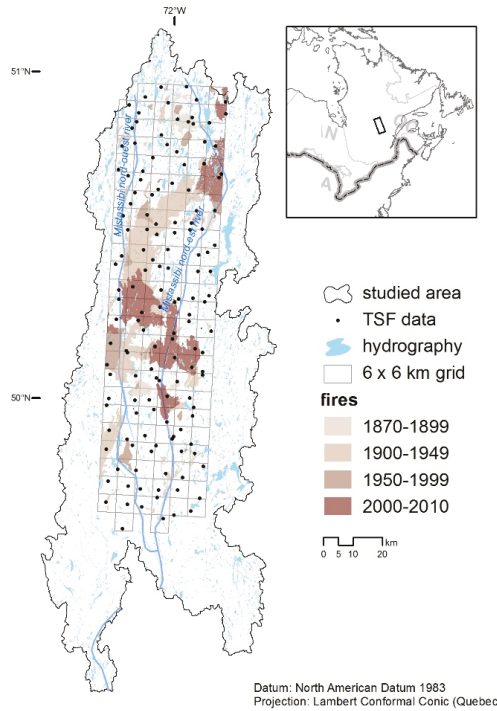 72°W
51°N
Mistassibi nord-ouest river
Mistassibi nord-est river
50°N
N
O
A
studied area
TSF data
hydrography
6 x 6 km grid
fires
1870-1899
1900-1949
1950-1999
2000-2010
0 5 10 20 km
Datum: North American Datum 1983
Projection: Lambert Conformal Conic (Quebec